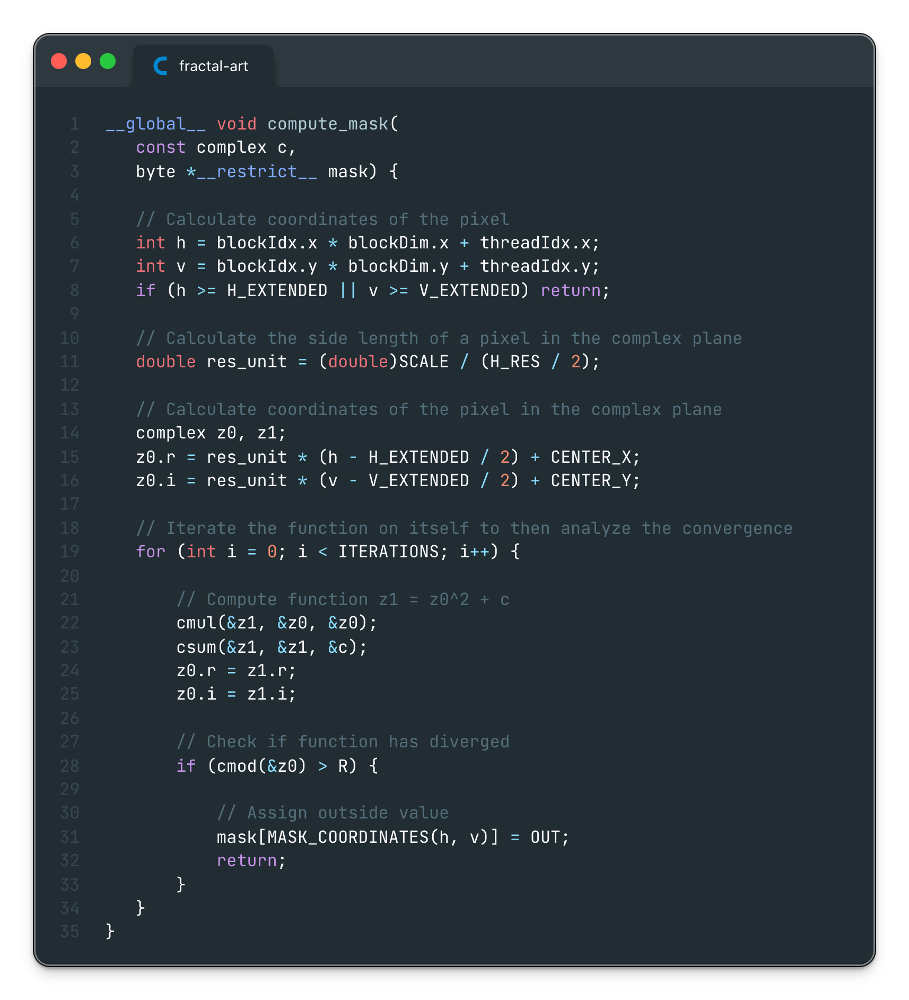 fractal-art
1 __global__ void compute_mask(
2    const complex c,
3    byte *__restrict__ mask) {
4
5    // Calculate coordinates of the pixel
6    int h = blockIdx.x * blockDim.x + threadIdx.x;
7    int v = blockIdx.y * blockDim.y + threadIdx.y;
8    if (h >= H_EXTENDED || v >= V_EXTENDED) return;
9
10    // Calculate the side length of a pixel in the complex plane
11    double res_unit = (double)SCALE / (H_RES / 2);
12
13    // Calculate coordinates of the pixel in the complex plane
14    complex z0, z1;
15    z0.r = res_unit * (h - H_EXTENDED / 2) + CENTER_X;
16    z0.i = res_unit * (v - V_EXTENDED / 2) + CENTER_Y;
17
18    // Iterate the function on itself to then analyze the convergence
19    for (int i = 0; i < ITERATIONS; i++) {
20
21        // Compute function z1 = z0^2 + c
22        cmul(&z1, &z0, &z0);
23        csum(&z1, &z1, &c);
24        z0.r = z1.r;
25        z0.i = z1.i;
26
27        // Check if function has diverged
28        if (cmod(&z0) > R) {
29
30            // Assign outside value
31            mask[MASK_COORDINATES(h, v)] = OUT;
32            return;
33        }
34    }
35 }